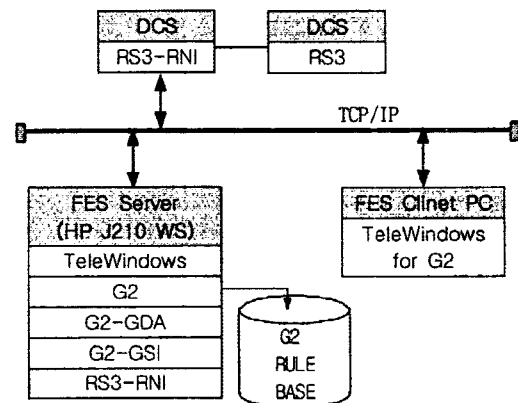 DCS
RS3-RNI
DCS
RS3
TCP/IP
FES Server
(HP J210 WS)
TeleWindows
G2
G2-GDA
G2-GSI
RS3-RNI
FES Clinet PC
TeleWindows
for G2
G2
RULE
BASE